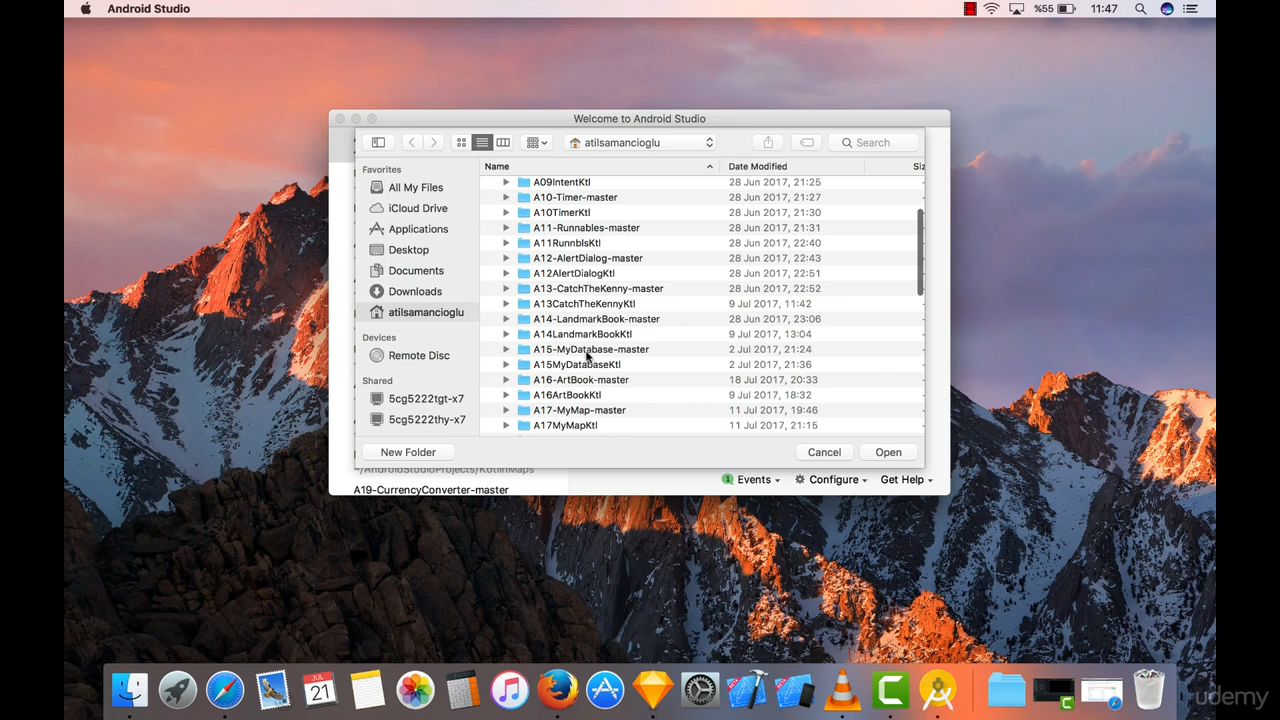 Android Studio %55 11:47
Welcome to Android Studio
atilsamancioglu Search
Favorites
All My Files
iCloud Drive
Applications
Desktop
Documents
Downloads
atilsamancioglu
Devices
Remote Disc
Shared
5cg5222tgt-x7
5cg5222thy-x7
Name Date Modified Siz
A09IntentKtl 28 Jun 2017, 21:25
A10-Timer-master 28 Jun 2017, 21:27
A10TimerKtl 28 Jun 2017, 21:30
A11-Runnables-master 28 Jun 2017, 21:31
A11RunnblsKtl 28 Jun 2017, 22:40
A12-AlertDialog-master 28 Jun 2017, 22:43
A12AlertDialogKtl 28 Jun 2017, 22:51
A13-CatchTheKenny-master 28 Jun 2017, 22:52
A13CatchTheKennyKtl 9 Jul 2017, 11:42
A14-LandmarkBook-master 28 Jun 2017, 23:06
A14LandmarkBookKtl 9 Jul 2017, 13:04
A15-MyDatabase-master 2 Jul 2017, 21:24
A15MyDatabaseKtl 2 Jul 2017, 21:36
A16-ArtBook-master 18 Jul 2017, 20:33
A16ArtBookKtl 9 Jul 2017, 18:32
A17-MyMap-master 11 Jul 2017, 19:46
A17MyMapKtl 11 Jul 2017, 21:15
New Folder Cancel Open
~/AndroidStudioProjects/KotlinMaps
A19-CurrencyConverter-master
1 Events Configure Get Help
JUL
21
udemy